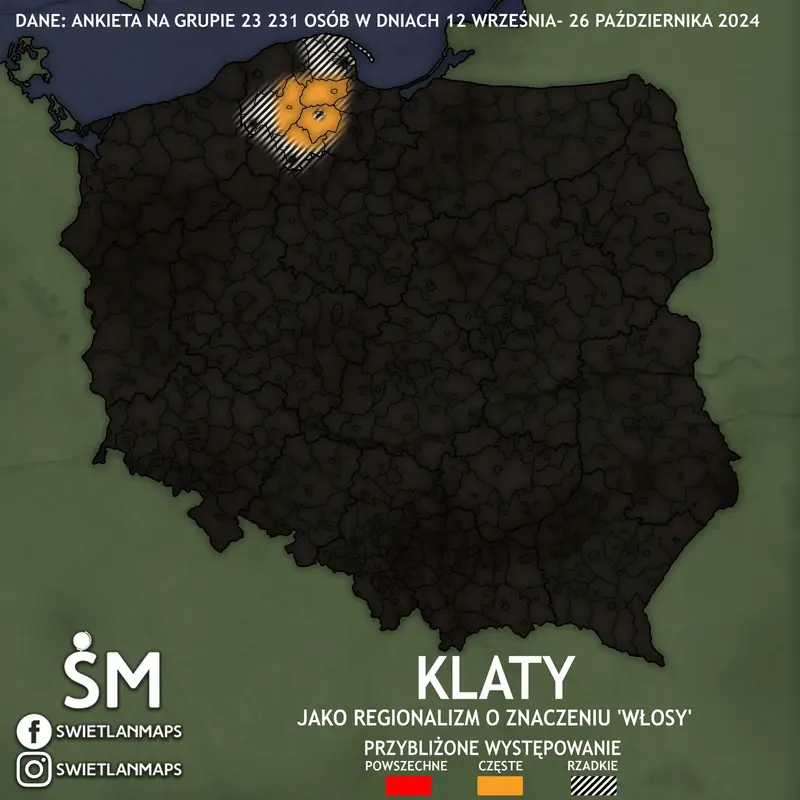 DANE: ANKIETA NA GRUPIE 23 231 OSÓB W DNIACH 12 WRZEŚNIA- 26 PAŹDZIERNIKA 2024
ŚM
SWIETLANMAPS
SWIETLANMAPS
KLATY
JAKO REGIONALIZM O ZNACZENIU 'WŁOSY'
PRZYBLIŻONE WYSTĘPOWANIE
POWSZECHNE CZĘSTE RZADKIE